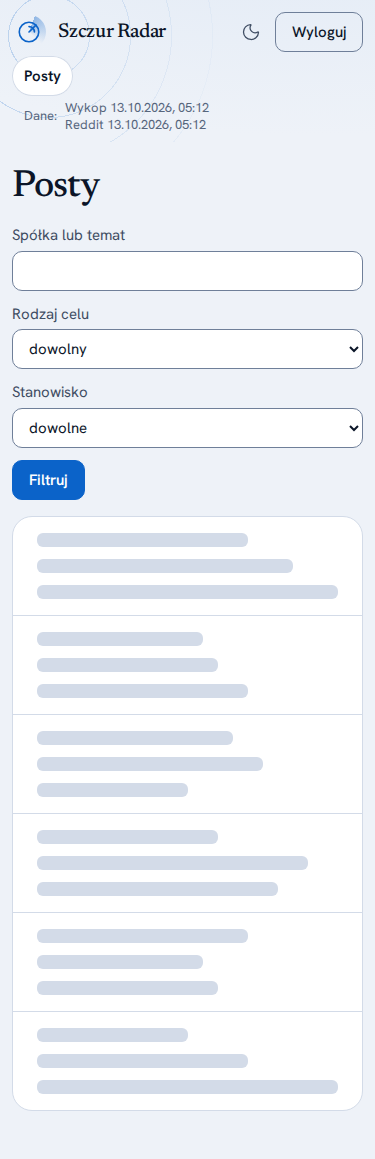 Szczur Radar
Wyloguj
Posty
Dane:
Wykop 13.10.2026, 05:12
Reddit 13.10.2026, 05:12
Posty
Spółka lub temat
Rodzaj celu
dowolny
Stanowisko
dowolne
Filtruj